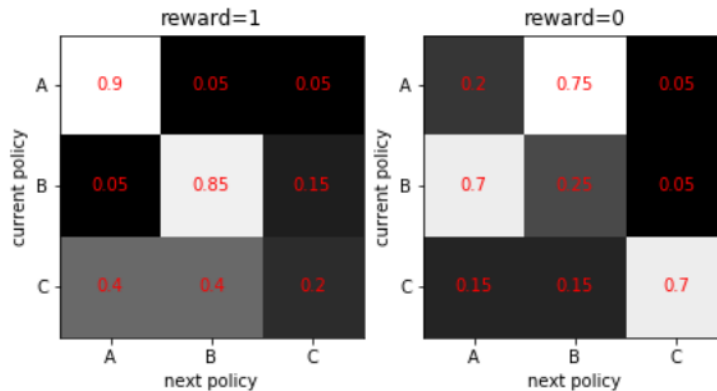 reward=1
A
0.9
0.05
0.05
B
0.05
0.85
0.15
C
0.4
0.4
0.2
A
B
C
next policy
current policy
reward=0
A
0.2
0.75
0.05
B
0.7
0.25
0.05
C
0.15
0.15
0.7
A
B
C
next policy
current policy